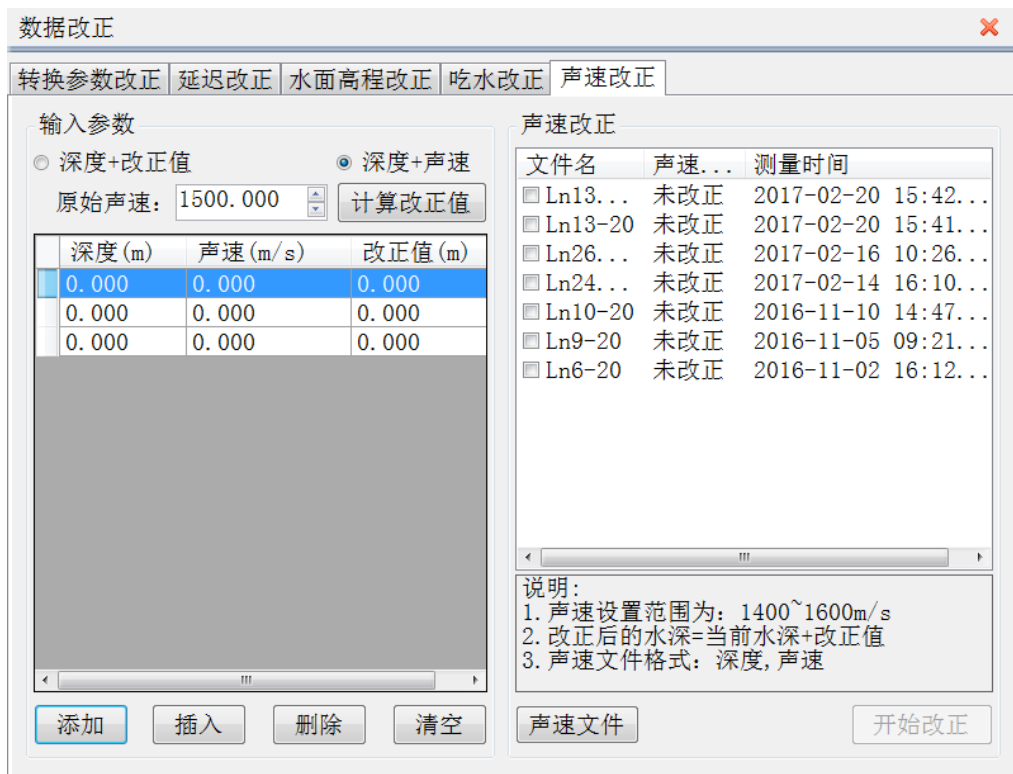 数据改正
转换参数改正 延迟改正 水面高程改正 吃水改正 声速改正
输入参数
深度+改正值 深度+声速
原始声速: 1500.000 计算改正值
深度(m) 声速(m/s) 改正值(m)
0.000 0.000 0.000
0.000 0.000 0.000
0.000 0.000 0.000
添加 插入 删除 清空
声速改正
文件名 声速... 测量时间
Ln13... 未改正 2017-02-20 15:42...
Ln13-20 未改正 2017-02-20 15:41...
Ln26... 未改正 2017-02-16 10:26...
Ln24... 未改正 2017-02-14 16:10...
Ln10-20 未改正 2016-11-10 14:47...
Ln9-20 未改正 2016-11-05 09:21...
Ln6-20 未改正 2016-11-02 16:12...
说明:
1.声速设置范围为: 1400~1600m/s
2.改正后的水深=当前水深+改正值
3.声速文件格式: 深度,声速
声速文件 开始改正